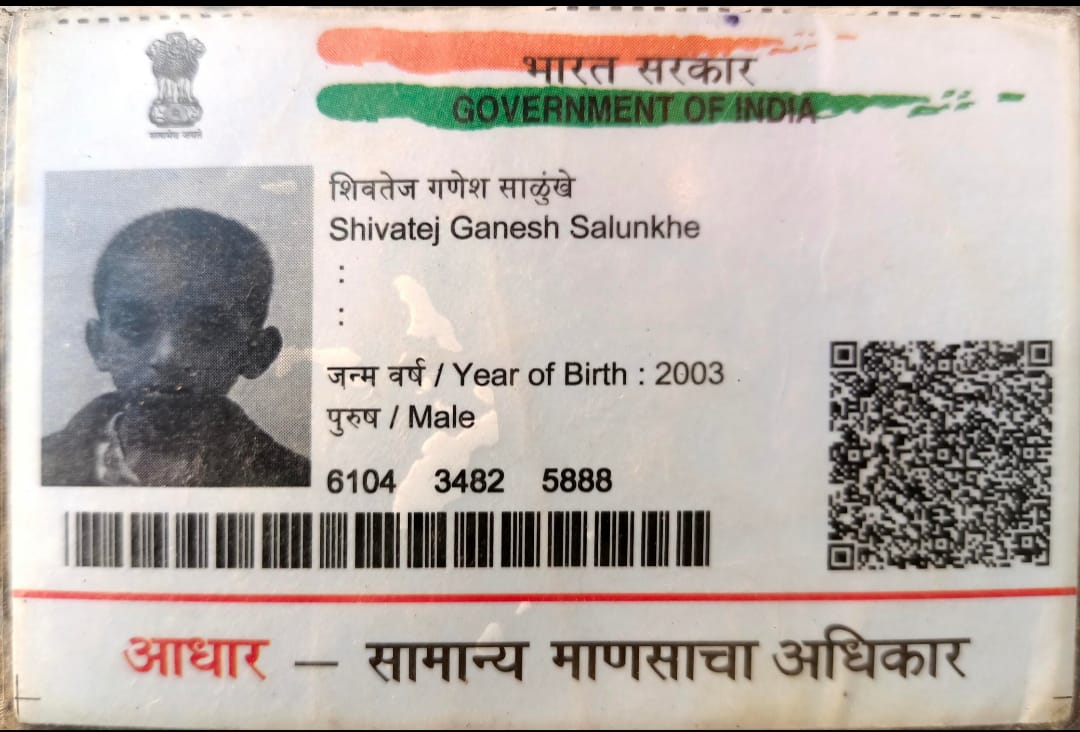 भारत सरकार
GOVERNMENT OF INDIA
सत्यमेव जयते
शिवतेज गणेश साळुंखे
Shivatej Ganesh Salunkhe
:
:
जन्म वर्ष / Year of Birth : 2003
पुरुष / Male
6104 3482 5888
आधार – सामान्य माणसाचा अधिकार